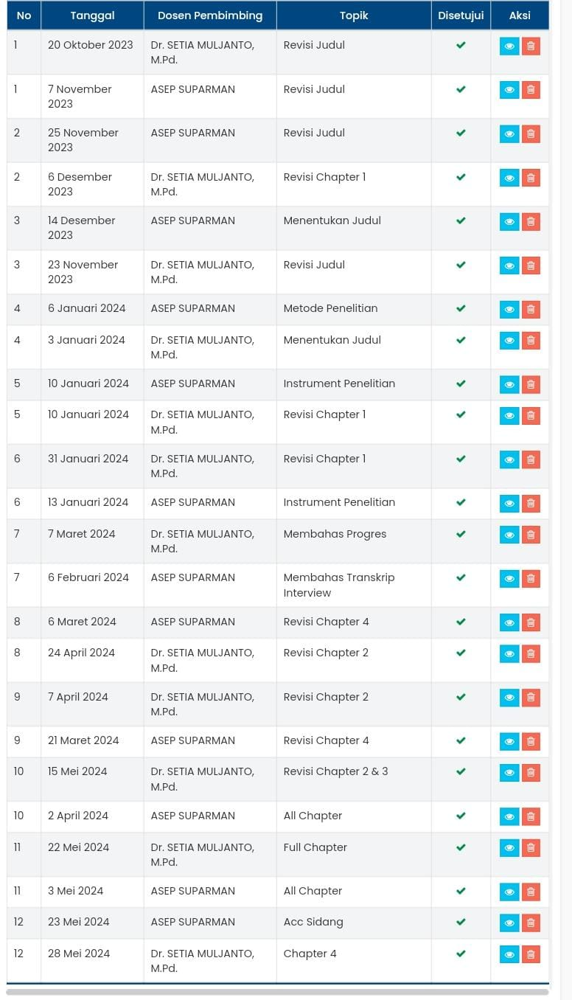 No Tanggal Dosen Pembimbing Topik Disetujui Aksi
1 20 Oktober 2023 Dr. SETIA MULJANTO, Revisi Judul
M.Pd.
1 7 November ASEP SUPARMAN Revisi Judul
2023
2 25 November ASEP SUPARMAN Revisi Judul
2023
2 6 Desember Dr. SETIA MULJANTO, Revisi Chapter 1
2023 M.Pd.
3 14 Desember ASEP SUPARMAN Menentukan Judul
2023
3 23 November Dr. SETIA MULJANTO, Revisi Judul
2023 M.Pd.
4 6 Januari 2024 ASEP SUPARMAN Metode Penelitian
4 3 Januari 2024 Dr. SETIA MULJANTO, Menentukan Judul
M.Pd.
5 10 Januari 2024 ASEP SUPARMAN Instrument Penelitian
5 10 Januari 2024 Dr. SETIA MULJANTO, Revisi Chapter 1
M.Pd.
6 31 Januari 2024 Dr. SETIA MULJANTO, Revisi Chapter 1
M.Pd.
6 13 Januari 2024 ASEP SUPARMAN Instrument Penelitian
7 7 Maret 2024 Dr. SETIA MULJANTO, Membahas Progres
M.Pd.
7 6 Februari 2024 ASEP SUPARMAN Membahas Transkrip
Interview
8 6 Maret 2024 ASEP SUPARMAN Revisi Chapter 4
8 24 April 2024 Dr. SETIA MULJANTO, Revisi Chapter 2
M.Pd.
9 7 April 2024 Dr. SETIA MULJANTO, Revisi Chapter 2
M.Pd.
9 21 Maret 2024 ASEP SUPARMAN Revisi Chapter 4
10 15 Mei 2024 Dr. SETIA MULJANTO, Revisi Chapter 2 & 3
M.Pd.
10 2 April 2024 ASEP SUPARMAN All Chapter
11 22 Mei 2024 Dr. SETIA MULJANTO, Full Chapter
M.Pd.
11 3 Mei 2024 ASEP SUPARMAN All Chapter
12 23 Mei 2024 ASEP SUPARMAN Acc Sidang
12 28 Mei 2024 Dr. SETIA MULJANTO, Chapter 4
M.Pd.